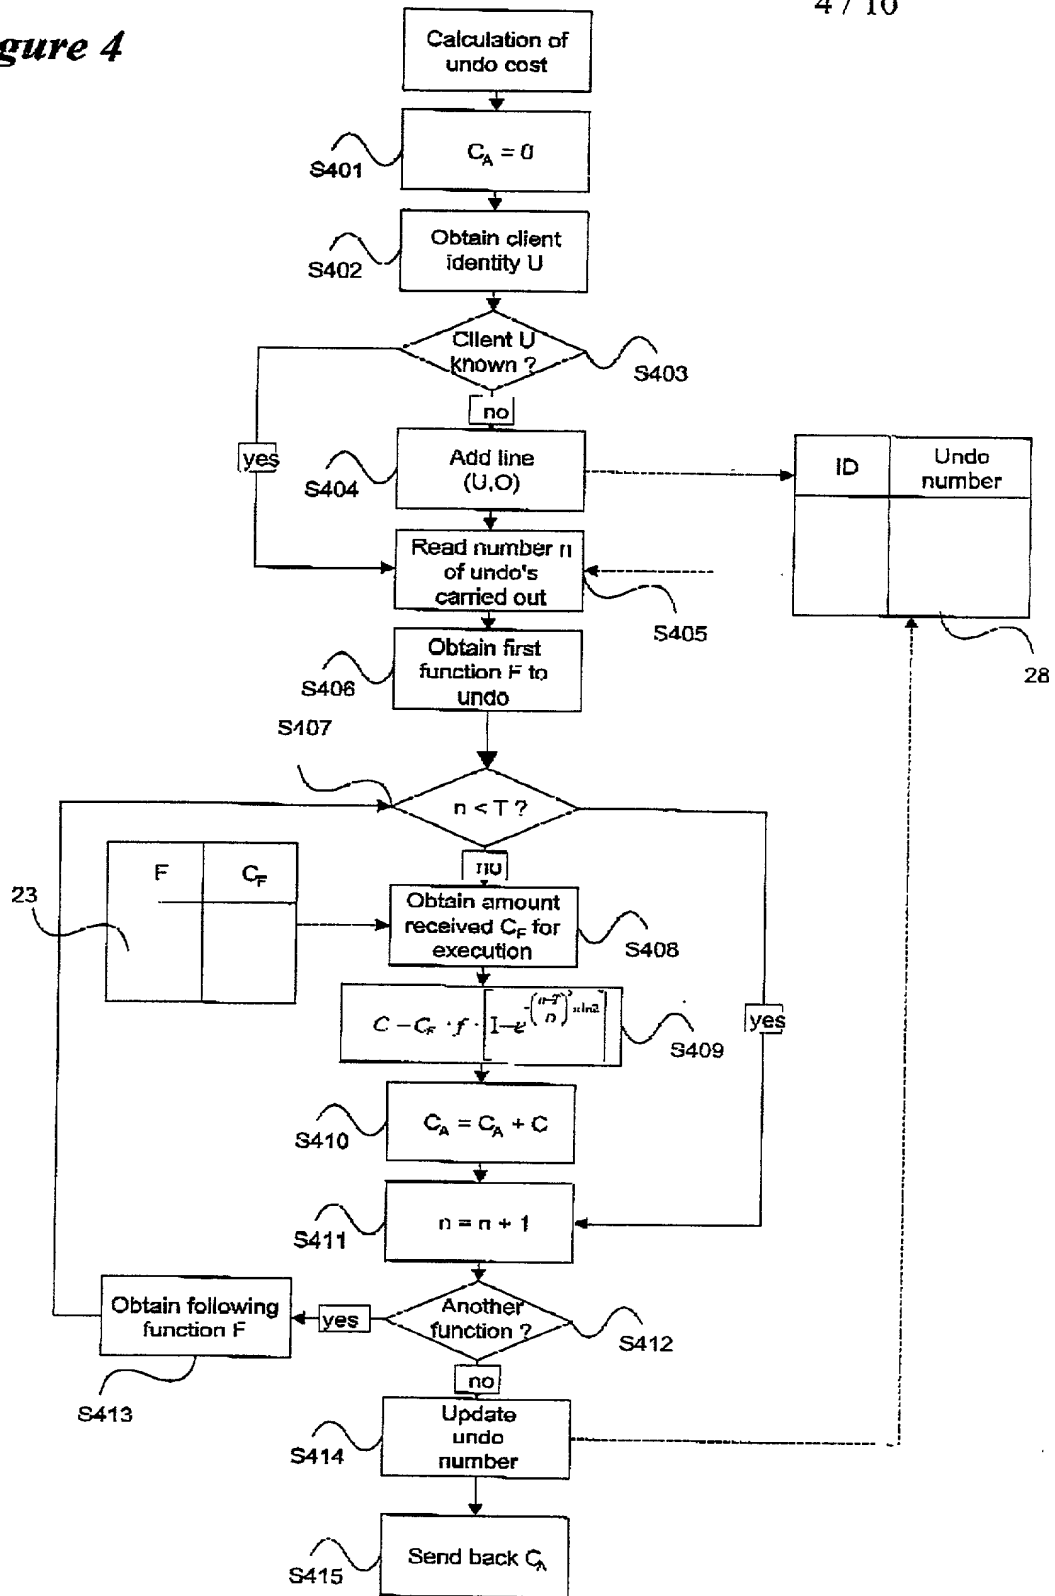 4 / 10
gure 4
Calculation of
undo cost
C_A = 0
S401
Obtain client
identity U
S402
Client U
known ?
S403
no
yes
Add line
(U,O)
S404
ID
Undo
number
Read number n
of undo's
carried out
S405
28
Obtain first
function F to
undo
S406
S407
n < T ?
no
F
C_F
23
Obtain amount
received C_F for
execution
S408
yes
S409
C_A = C_A + C
S410
n = n + 1
S411
Another
function ?
S412
yes
Obtain following
function F
S413
no
Update
undo
number
S414
Send back C_A
S415